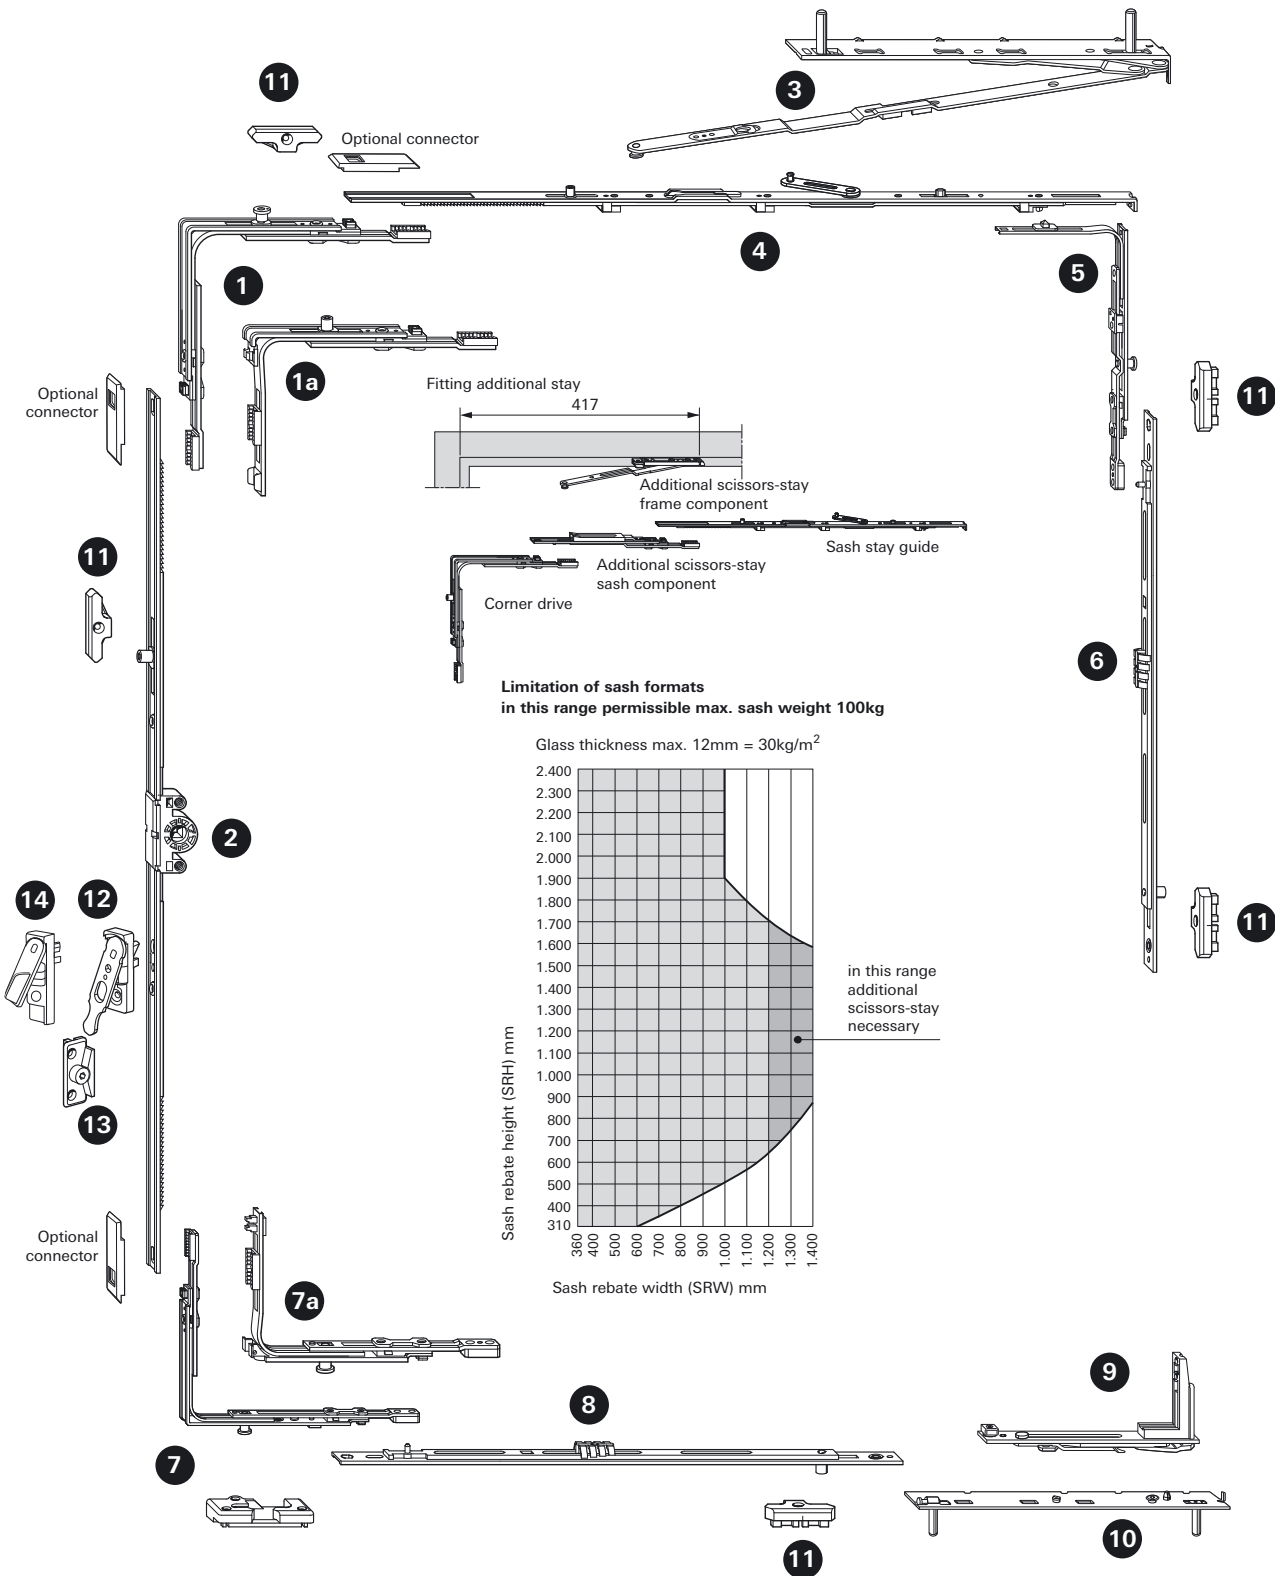 11
3
Optional connector
4
1
5
1a
Optional
connector
Fitting additional stay
417
11
Additional scissors-stay
frame component
11
Sash stay guide
Additional scissors-stay
sash component
Corner drive
6
Limitation of sash formats
in this range permissible max. sash weight 100kg
Glass thickness max. 12mm = 30kg/m2
2.400
2.300
2.200
2.100
2.000
1.900
1.800
1.700
1.600
1.500
1.400
1.300
1.200
1.100
1.000
900
800
700
600
500
400
310
Sash rebate height (SRH) mm
360
400
500
600
700
800
900
1.000
1.100
1.200
1.300
1.400
Sash rebate width (SRW) mm
in this range
additional
scissors-stay
necessary
2
14
12
11
13
Optional
connector
7a
9
8
7
10
11